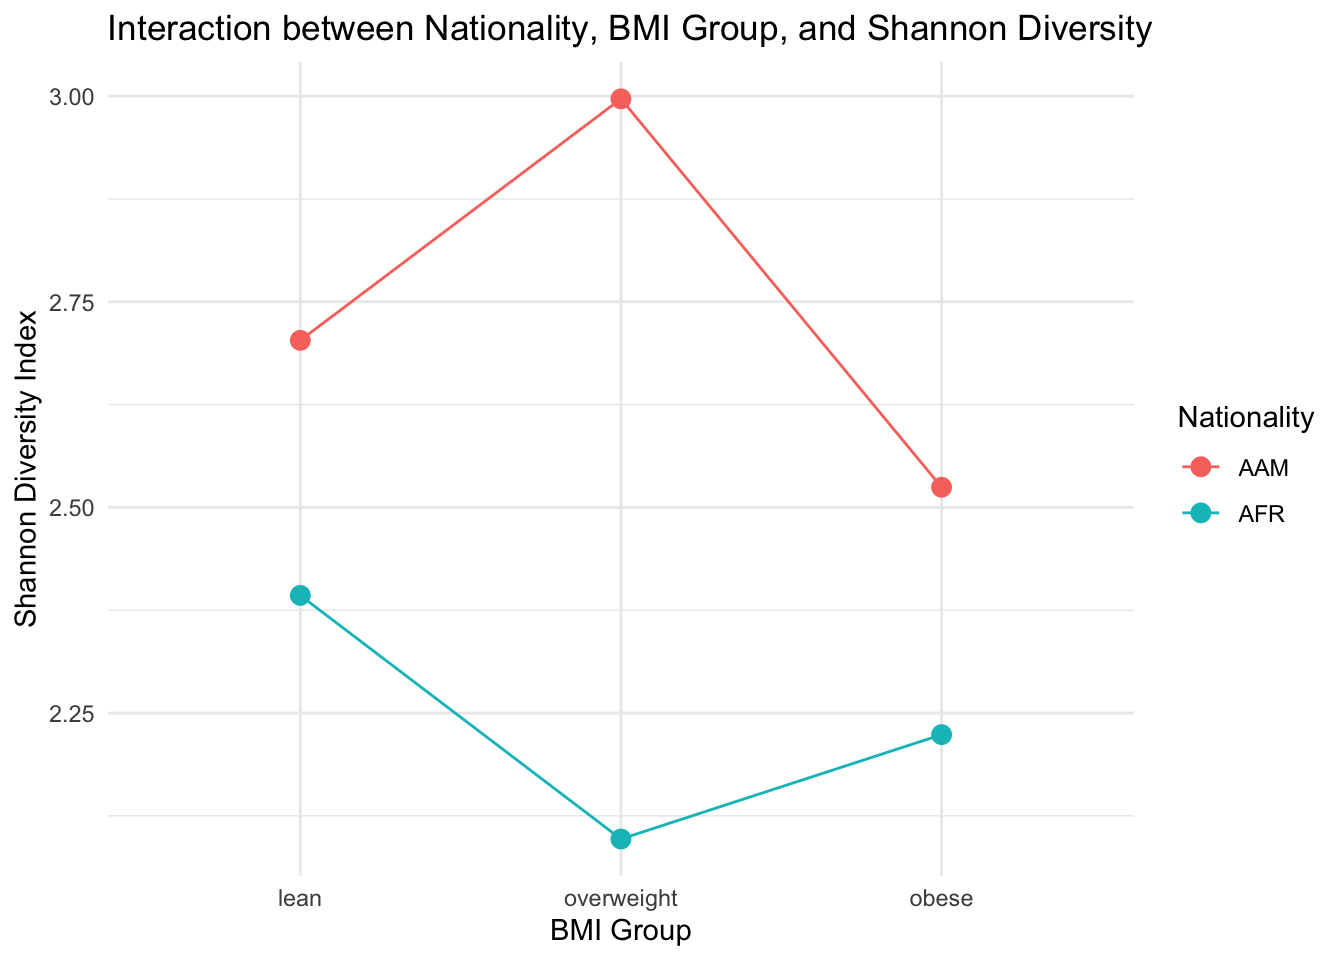 Interaction between Nationality, BMI Group, and Shannon Diversity
Shannon Diversity Index
3.00
2.75
2.50
2.25
lean
overweight
obese
BMI Group
Nationality
AAM
AFR